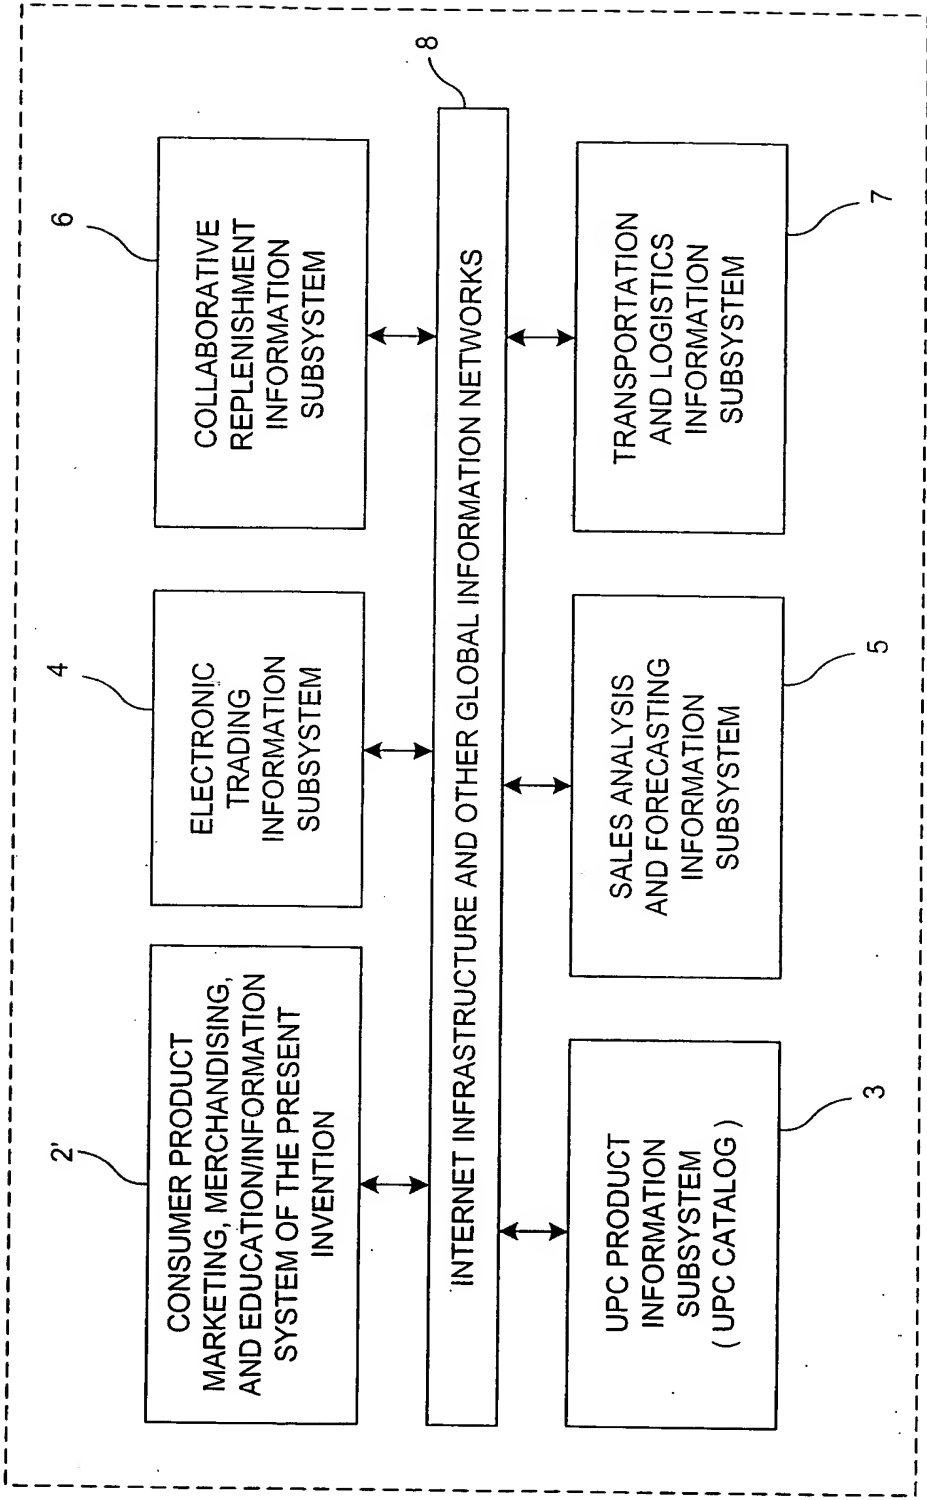 2'
CONSUMER PRODUCT
MARKETING, MERCHANDISING,
AND EDUCATION/INFORMATION
SYSTEM OF THE PRESENT
INVENTION
4
ELECTRONIC
TRADING
INFORMATION
SUBSYSTEM
6
COLLABORATIVE
REPLENISHMENT
INFORMATION
SUBSYSTEM
8
INTERNET INFRASTRUCTURE AND OTHER GLOBAL INFORMATION NETWORKS
UPC PRODUCT
INFORMATION
SUBSYSTEM
( UPC CATALOG )
3
SALES ANALYSIS
AND FORECASTING
INFORMATION
SUBSYSTEM
5
TRANSPORTATION
AND LOGISTICS
INFORMATION
SUBSYSTEM
7